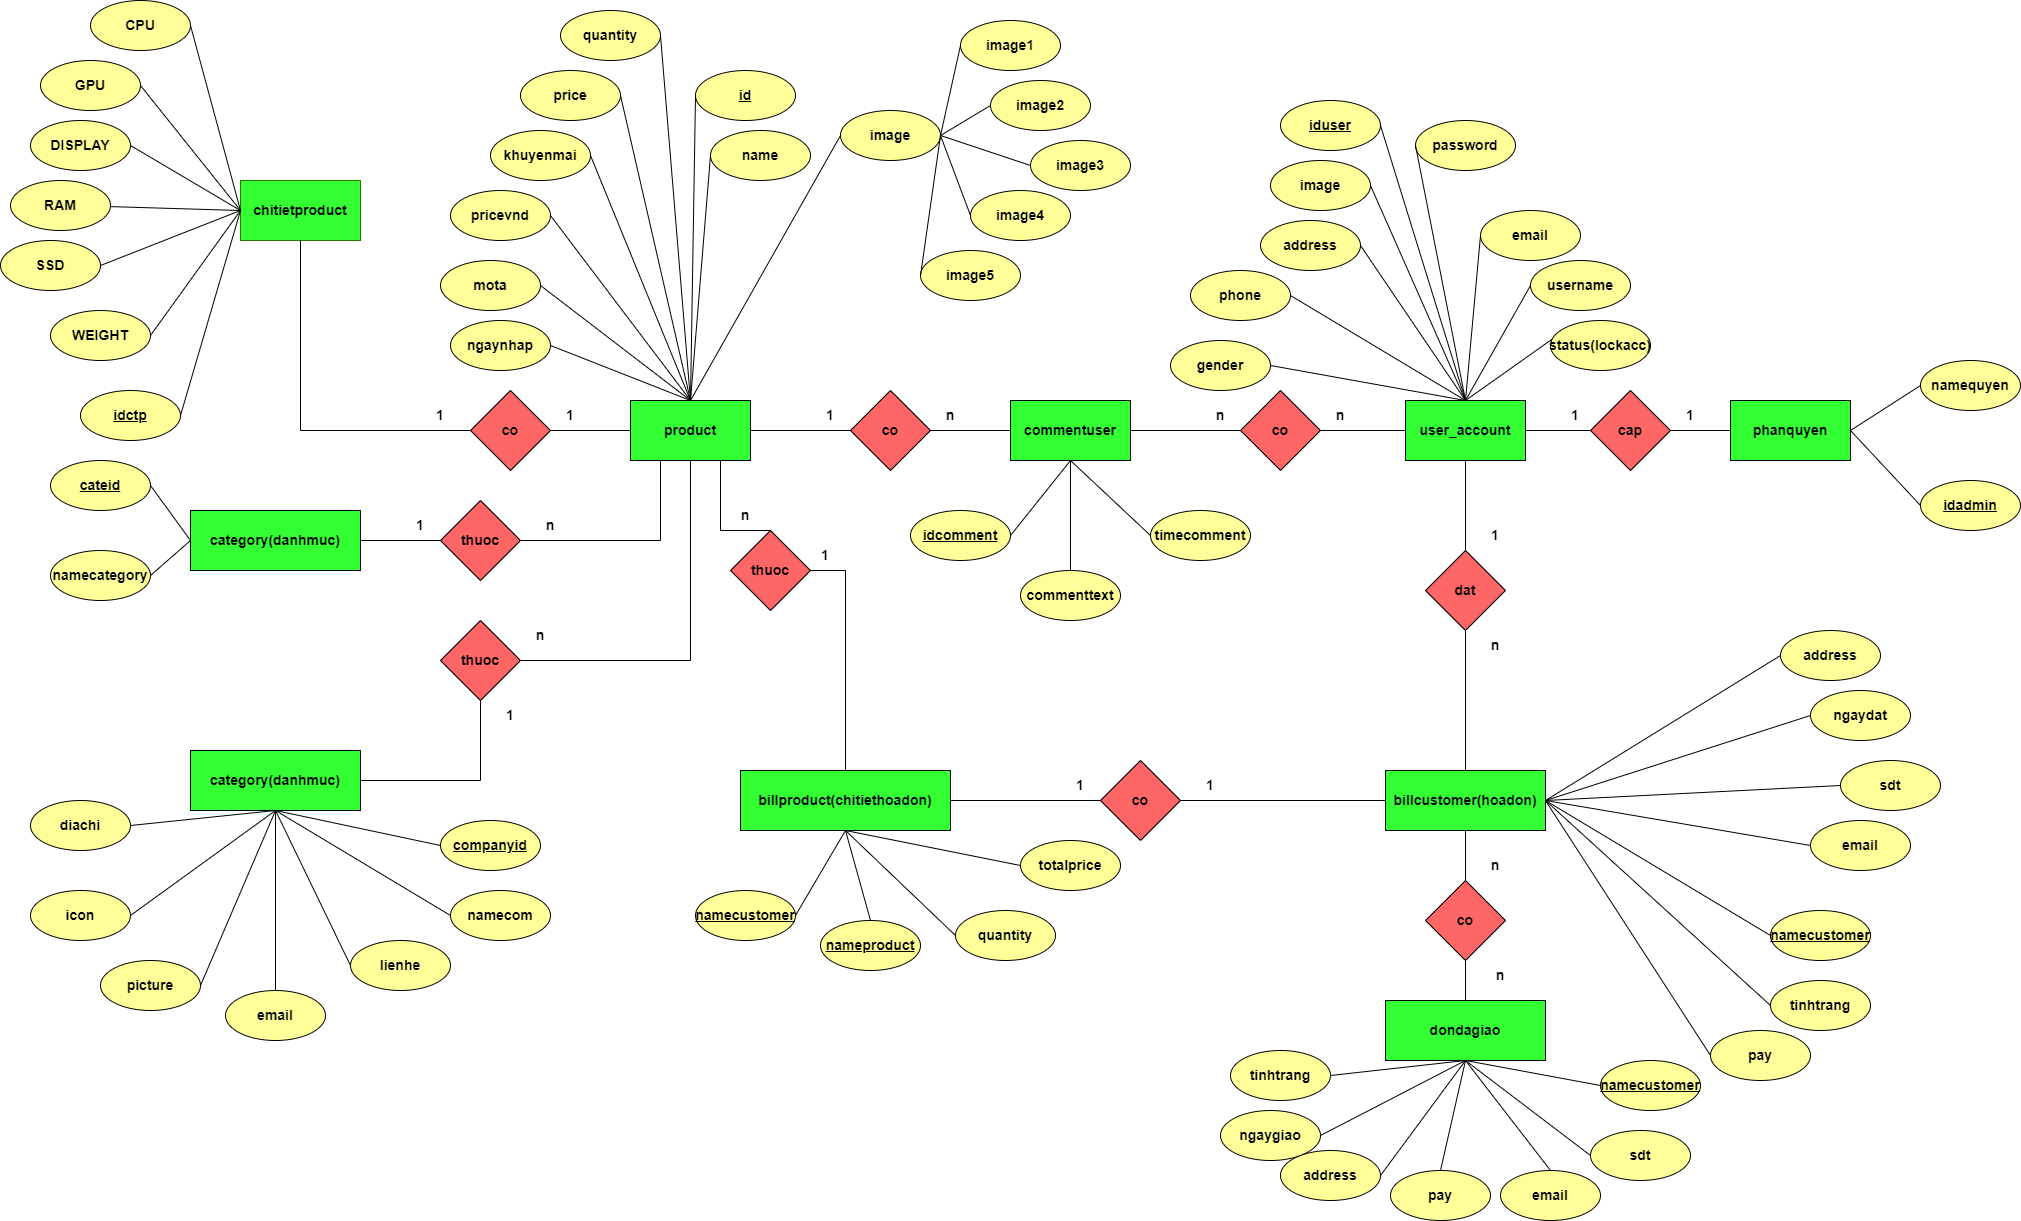 CPU
GPU
DISPLAY
RAM
SSD
WEIGHT
idctp
chitietproduct
quantity
price
id
khuyenmai
name
pricevnd
mota
ngaynhap
image
image1
image2
image3
image4
image5
iduser
password
image
address
email
phone
username
status(lockacc)
gender
namequyen
idadmin
1
co
1
product
1
co
n
commentuser
n
co
n
user_account
1
cap
1
phanquyen
cateid
namecategory
category(danhmuc)
1
thuoc
n
n
thuoc
1
idcomment
commenttext
timecomment
1
dat
n
thuoc
n
1
category(danhmuc)
diachi
icon
picture
email
lienhe
namecom
companyid
billproduct(chitiethoadon)
1
co
1
billcustomer(hoadon)
namecustomer
nameproduct
quantity
totalprice
address
ngaydat
sdt
email
namecustomer
tinhtrang
pay
n
co
n
dondagiao
tinhtrang
ngaygiao
address
pay
email
sdt
namecustomer